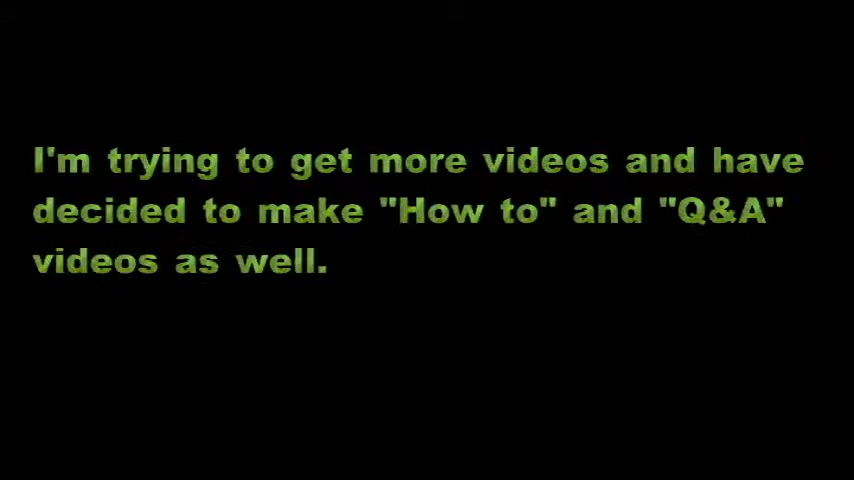 I'm trying to get more videos and have
decided to make "How to" and "Q&A"
videos as well.